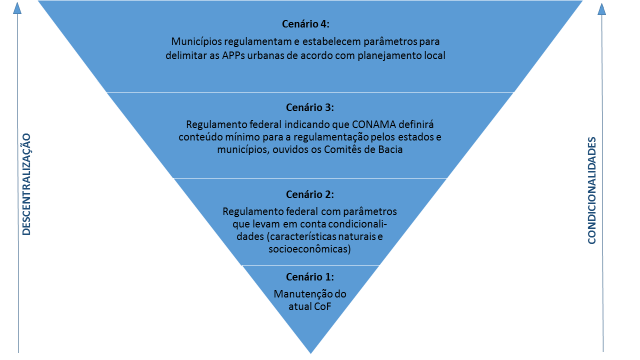 Cenário 4:
Municípios regulamentam e estabelecem parâmetros para
delimitar as APPs urbanas de acordo com planejamento local
Cenário 3:
Regulamento federal indicando que CONAMA definirá
conteúdo mínimo para a regulamentação pelos estados e
municípios, ouvidos os Comitês de Bacia
Cenário 2:
Regulamento federal com parâmetros
que levam em conta condicionali-
dades (características naturais e
socioeconômicas)
Cenário 1:
Manutenção do
atual CoF
DESCENTRALIZAÇÃO
CONDICIONALIDADES